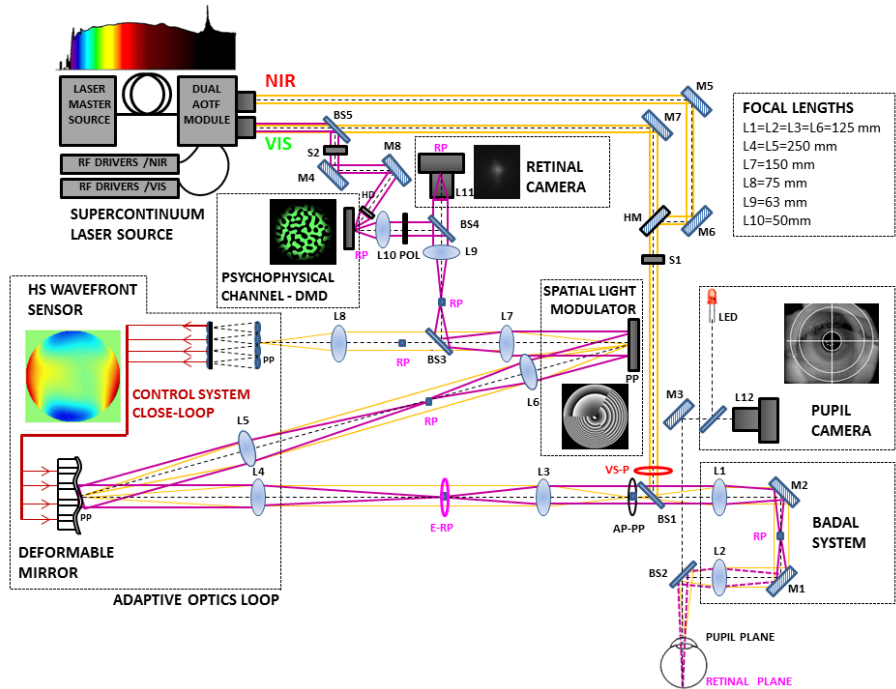 NIR
M5
LASER
MASTER
SOURCE
DUAL
AOTF
MODULE
BS5
M7
FOCAL LENGTHS
L1=L2=L3=L6=125 mm
L4=L5=250 mm
L7=150 mm
L8=75 mm
L9=63 mm
L10=50mm
VIS
S2
M8
RP
RETINAL
CAMERA
RF DRIVERS /NIR
M4
L11
RF DRIVERS /VIS
HD
SUPERCONTINUUM
LASER SOURCE
BS4
HM
M6
RP
L10 POL
L9
S1
PSYCHOPHYSICAL
CHANNEL - DMD
SPATIAL LIGHT
MODULATOR
HS WAVEFRONT
SENSOR
RP
LED
L8
L7
PP
RP
BS3
PP
L6
M3
L12
CONTROL SYSTEM
CLOSE-LOOP
RP
PUPIL
CAMERA
L5
VS-P
L4
L3
L1
M2
PP
E-RP
AP-PP
BS1
RP
BADAL
SYSTEM
DEFORMABLE
MIRROR
BS2
L2
M1
ADAPTIVE OPTICS LOOP
PUPIL PLANE
RETINAL PLANE